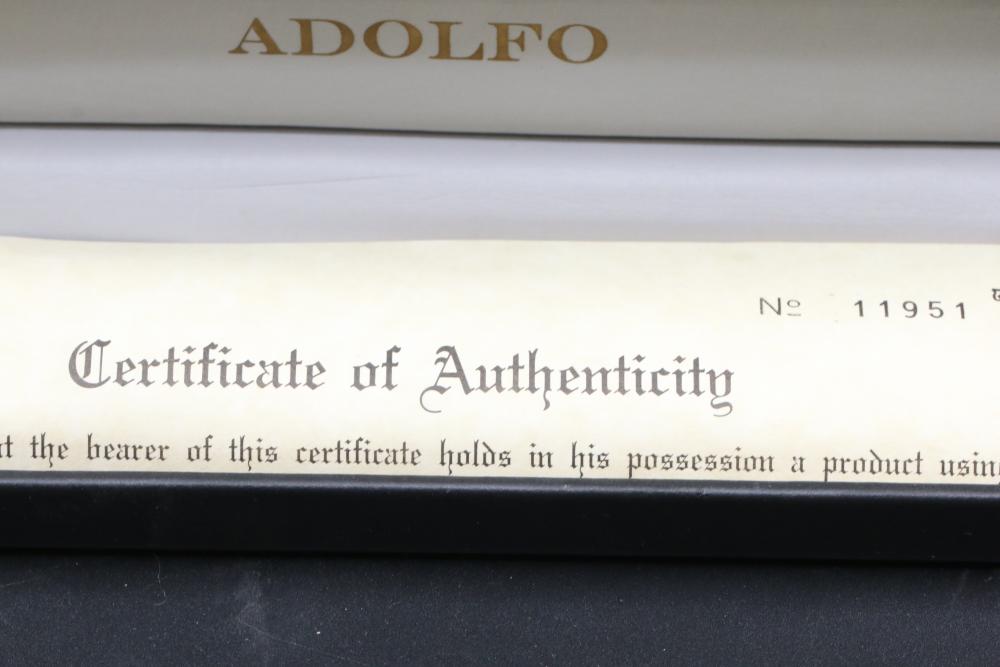 ADOLFO
Nº 11951
Certificate of Authenticity
the bearer of this certificate holds in his possession a product